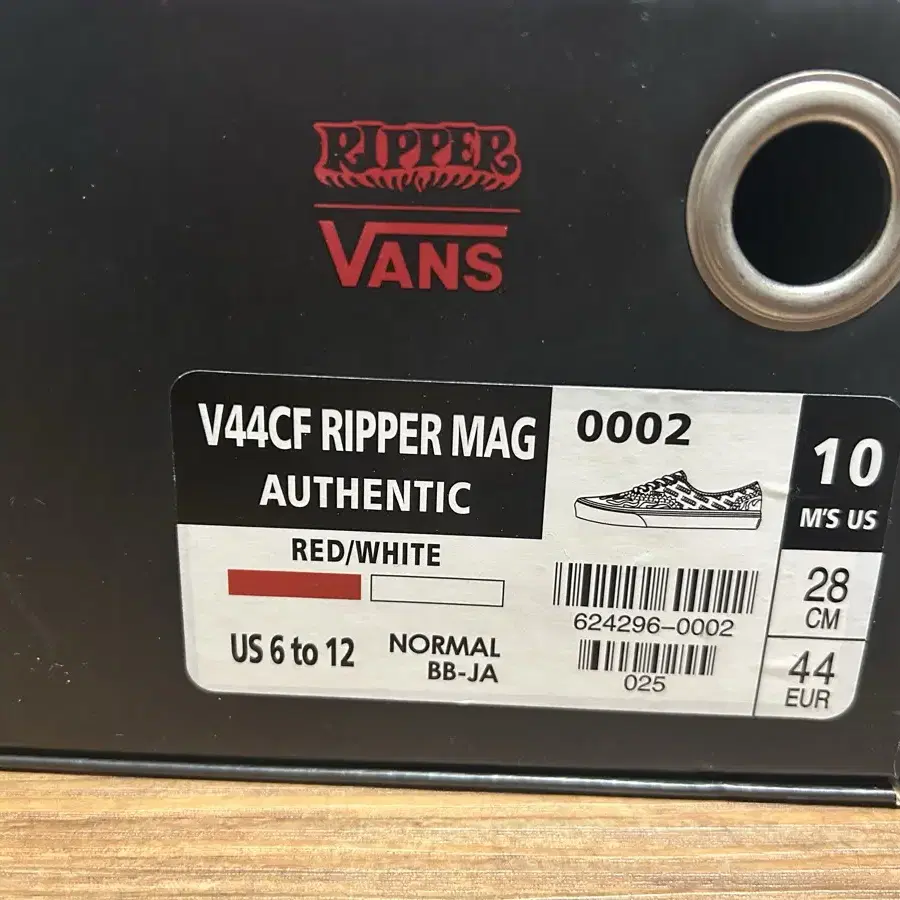 RIPPER
VANS
V44CF RIPPER MAG
AUTHENTIC
RED/WHITE
US 6 to 12
NORMAL
BB-JA
0002
624296-0002
025
10
M'S US
28
CM
44
EUR